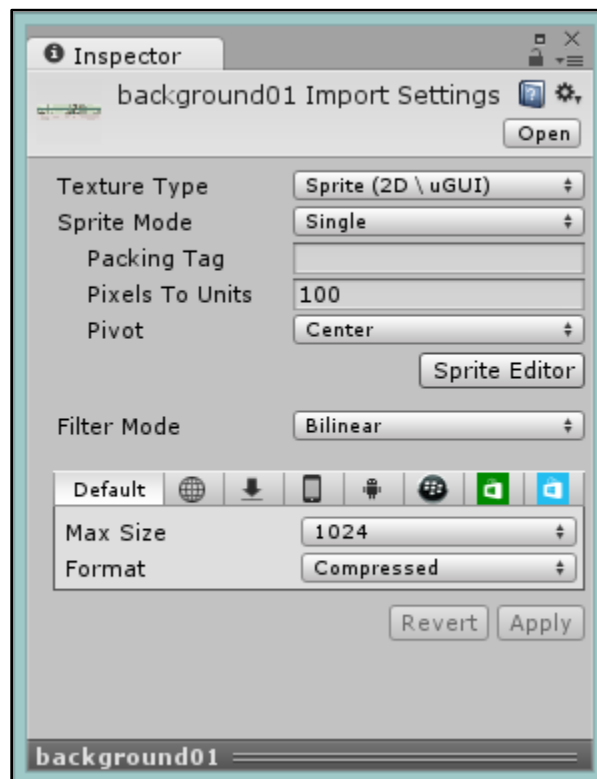 Inspector
background01 Import Settings
Open
Texture Type Sprite (2D \ uGUI)
Sprite Mode Single
Packing Tag
Pixels To Units 100
Pivot Center
Sprite Editor
Filter Mode Bilinear
Default
Max Size 1024
Format Compressed
Revert Apply
background01